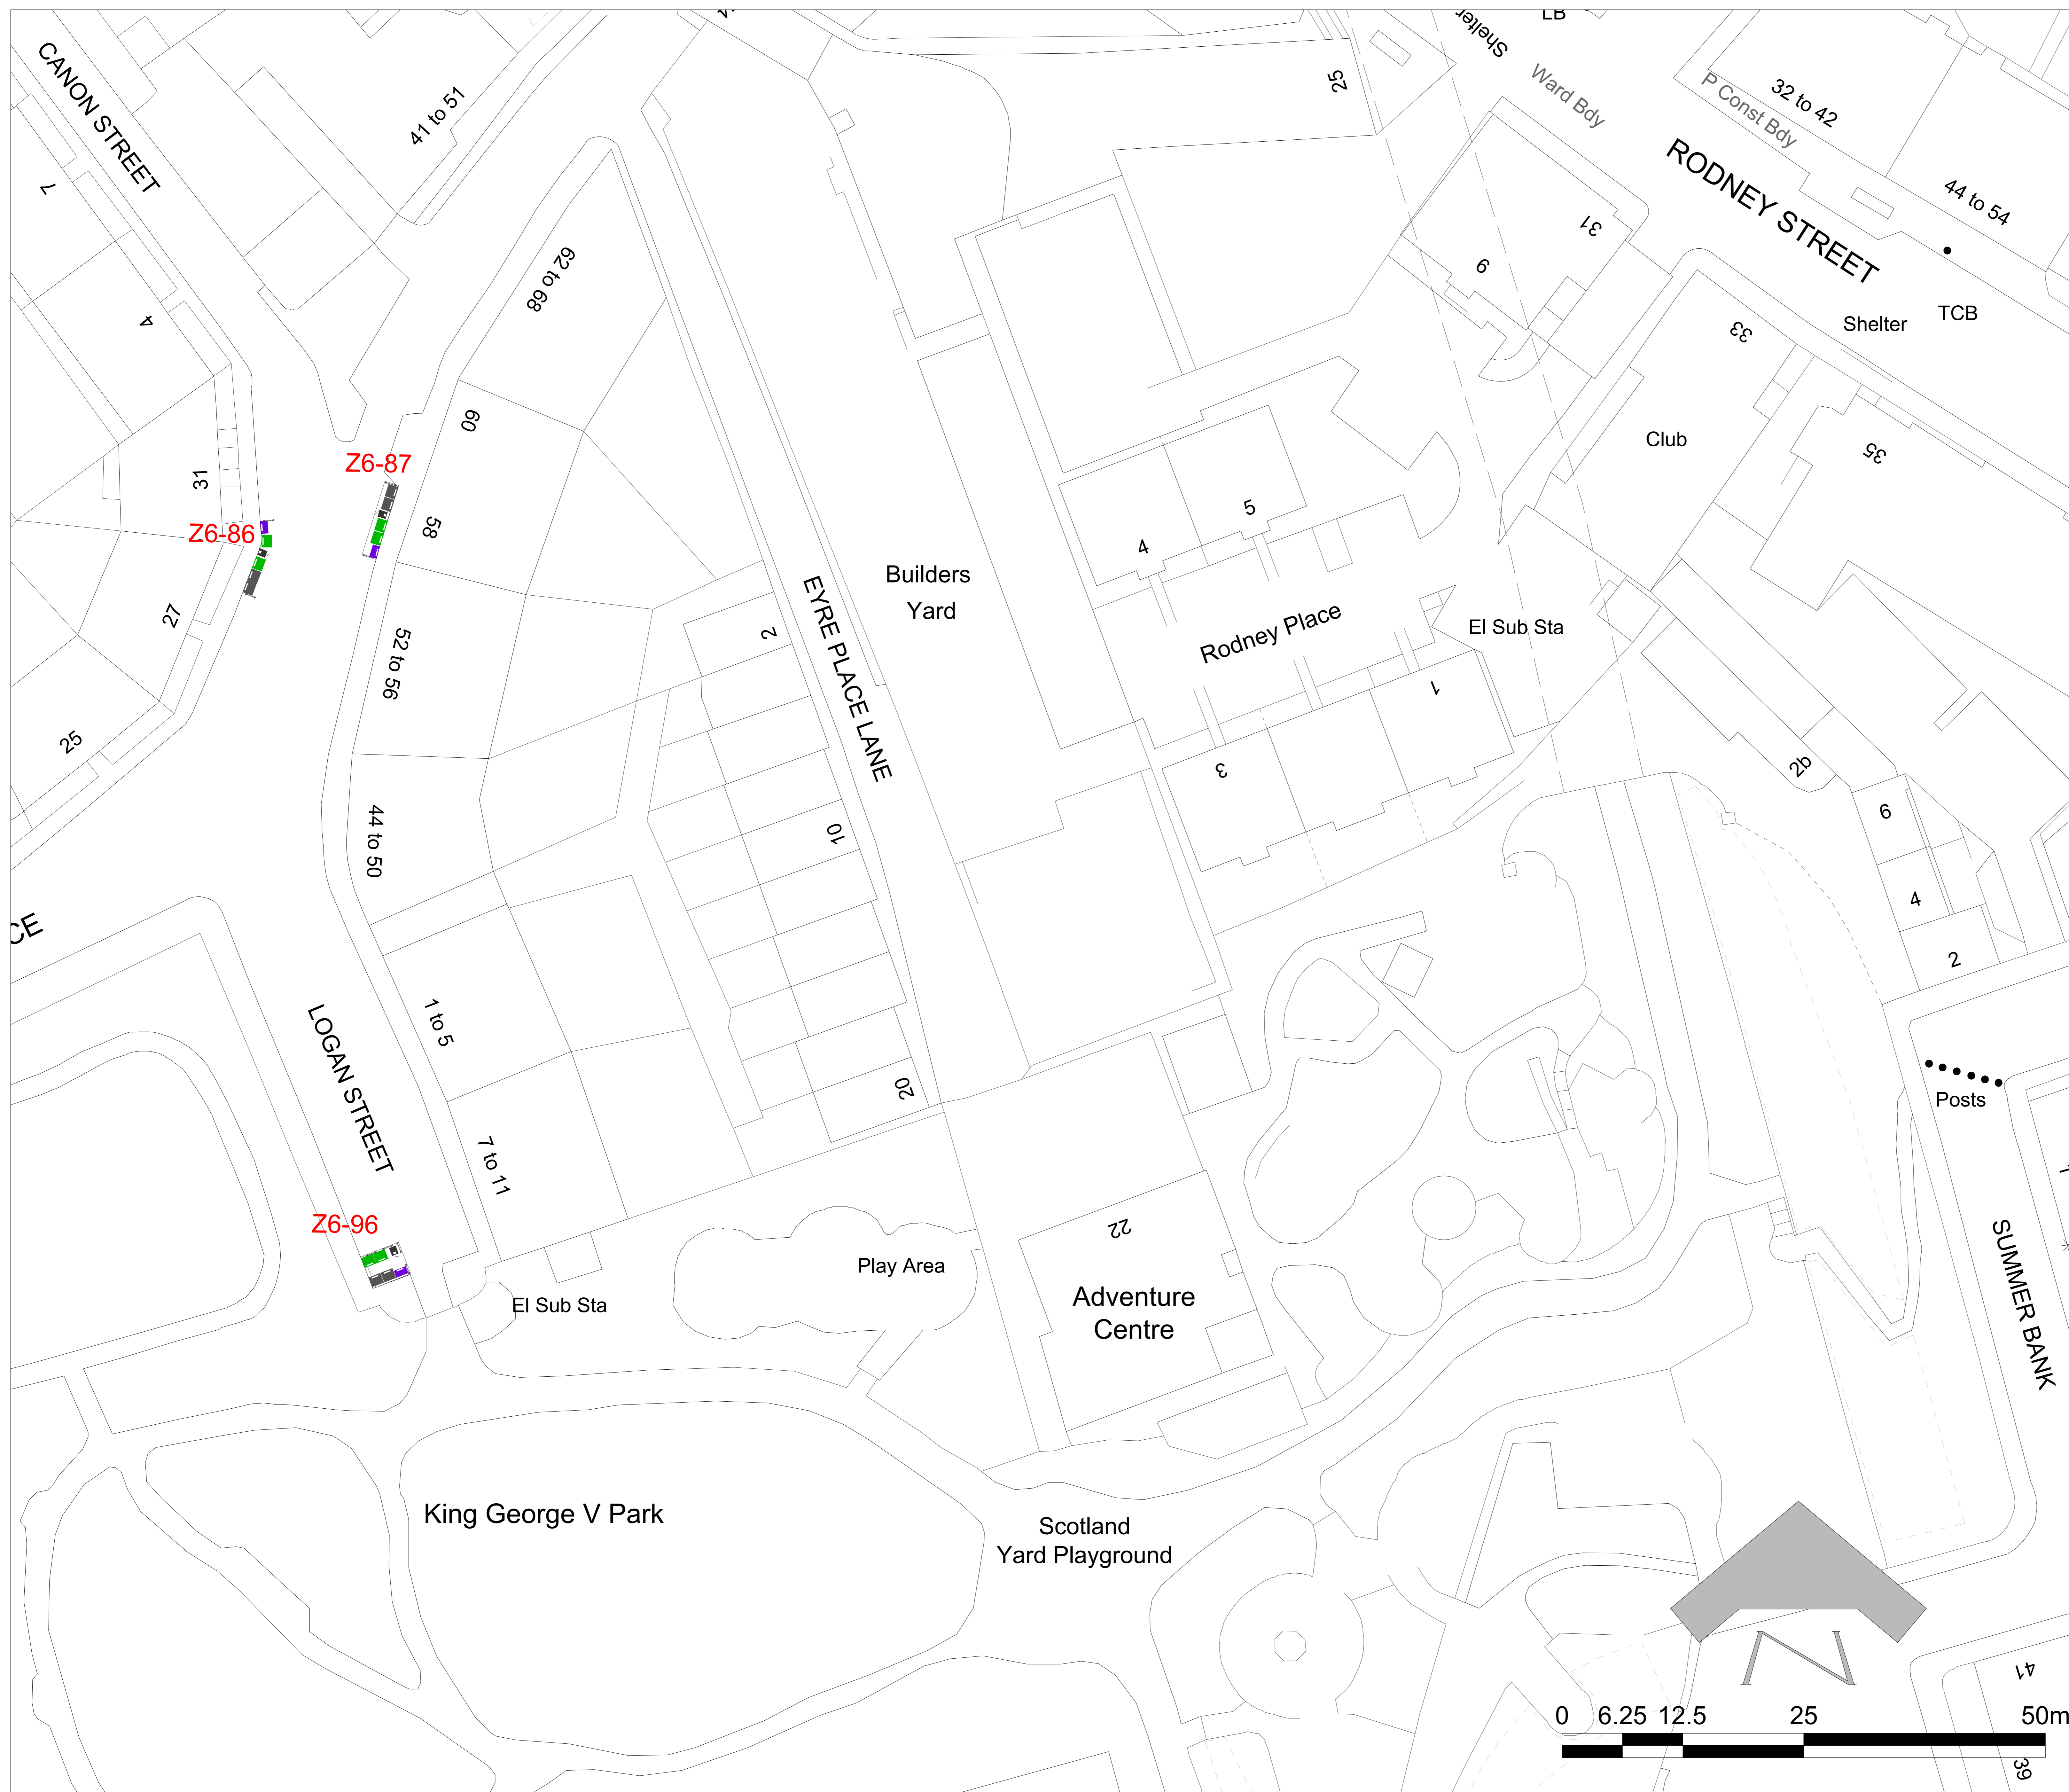 LB
Shelter
25
Ward Bdy
P Const Bdy
32 to 42
CANON STREET
41 to 51
RODNEY STREET
44 to 54
7
4
62 to 68
31
9
33
Shelter
TCB
60
Club
35
Z6-87
31
58
4
5
Z6-86
Builders
Yard
EYRE PLACE LANE
27
52 to 56
2
Rodney Place
El Sub Sta
1
25
3
2b
44 to 50
10
6
4
CE
2
1 to 5
LOGAN STREET
20
Posts
7 to 11
1
Z6-96
22
Play Area
SUMMER BANK
El Sub Sta
Adventure
Centre
King George V Park
Scotland
Yard Playground
N
41
0 6.25 12.5 25 50m
39